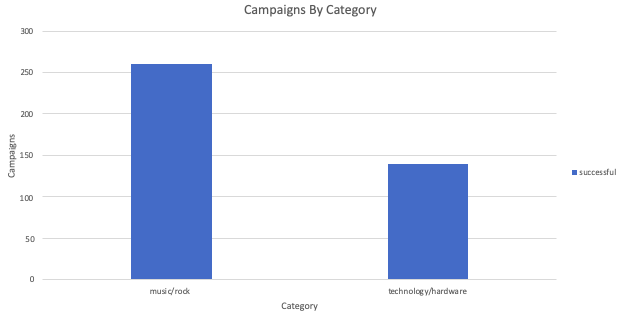 Campaigns By Category
300
250
200
150
100
50
0
Campaigns
music/rock
technology/hardware
Category
successful